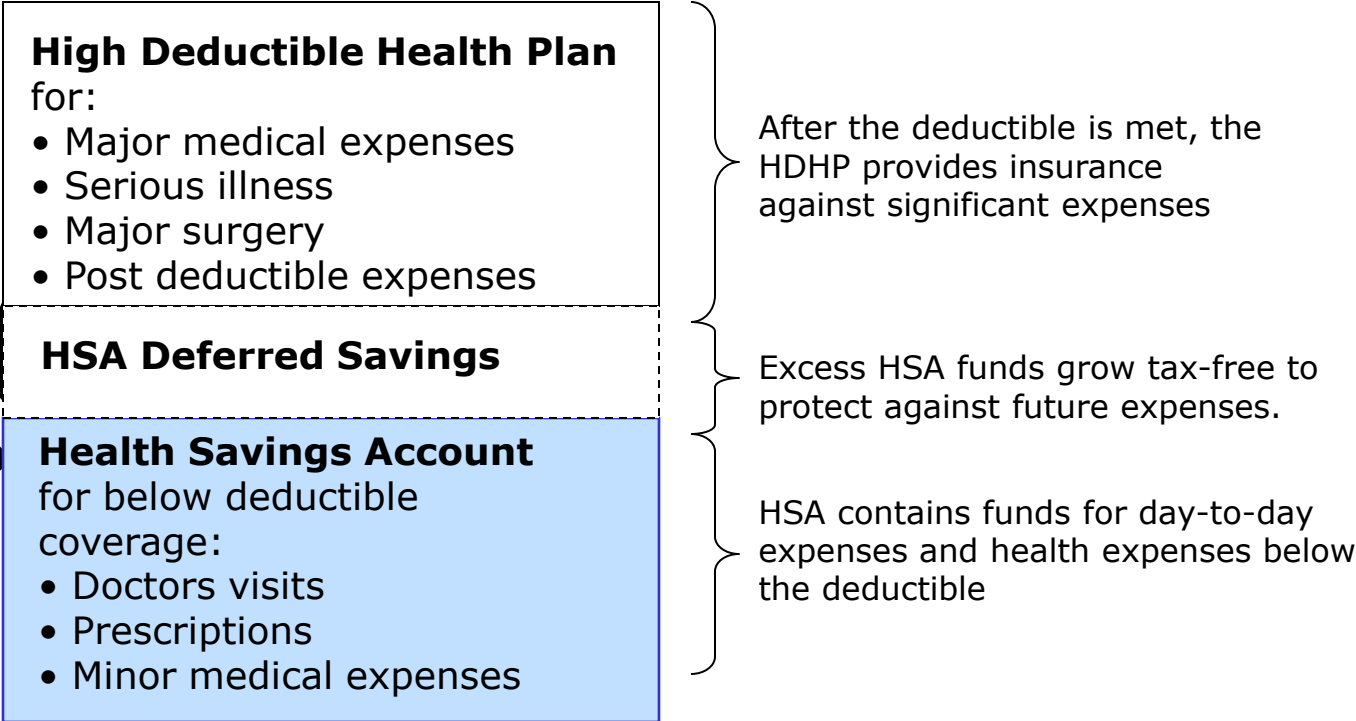 High Deductible Health Plan
for:
• Major medical expenses
• Serious illness
• Major surgery
• Post deductible expenses
After the deductible is met, the
HDHP provides insurance
against significant expenses
HSA Deferred Savings
Excess HSA funds grow tax-free to
protect against future expenses.
Health Savings Account
for below deductible
coverage:
• Doctors visits
• Prescriptions
• Minor medical expenses
HSA contains funds for day-to-day
expenses and health expenses below
the deductible